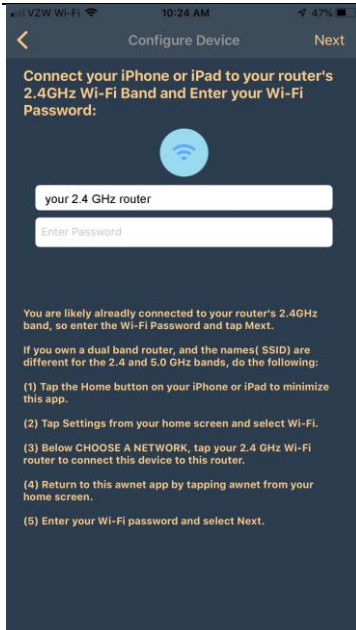 VZW Wi-Fi 10:24 AM 47%
Configure Device Next
Connect your iPhone or iPad to your router's
2.4GHz Wi-Fi Band and Enter your Wi-Fi
Password:
your 2.4 GHz router
Enter Password
You are likely alreadly connected to your router's 2.4GHz
band, so enter the Wi-Fi Password and tap Mext.
If you own a dual band router, and the names( SSID) are
different for the 2.4 and 5.0 GHz bands, do the following:
(1) Tap the Home button on your iPhone or iPad to minimize
this app.
(2) Tap Settings from your home screen and select Wi-Fi.
(3) Below CHOOSE A NETWORK, tap your 2.4 GHz Wi-Fi
router to connect this device to this router.
(4) Return to this awnet app by tapping awnet from your
home screen.
(5) Enter your Wi-Fi password and select Next.